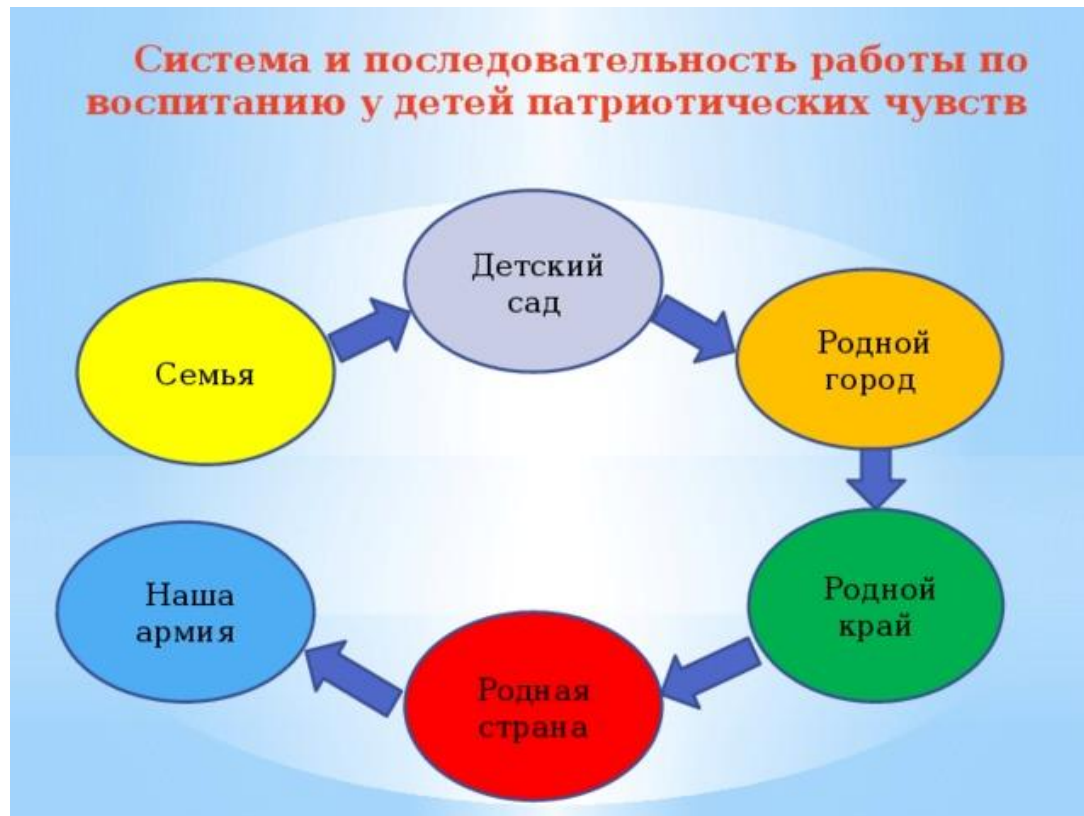 Система и последовательность работы по
воспитанию у детей патриотических чувств
Детский
сад
Семья
Родной
город
Родной
край
Родная
страна
Наша
армия